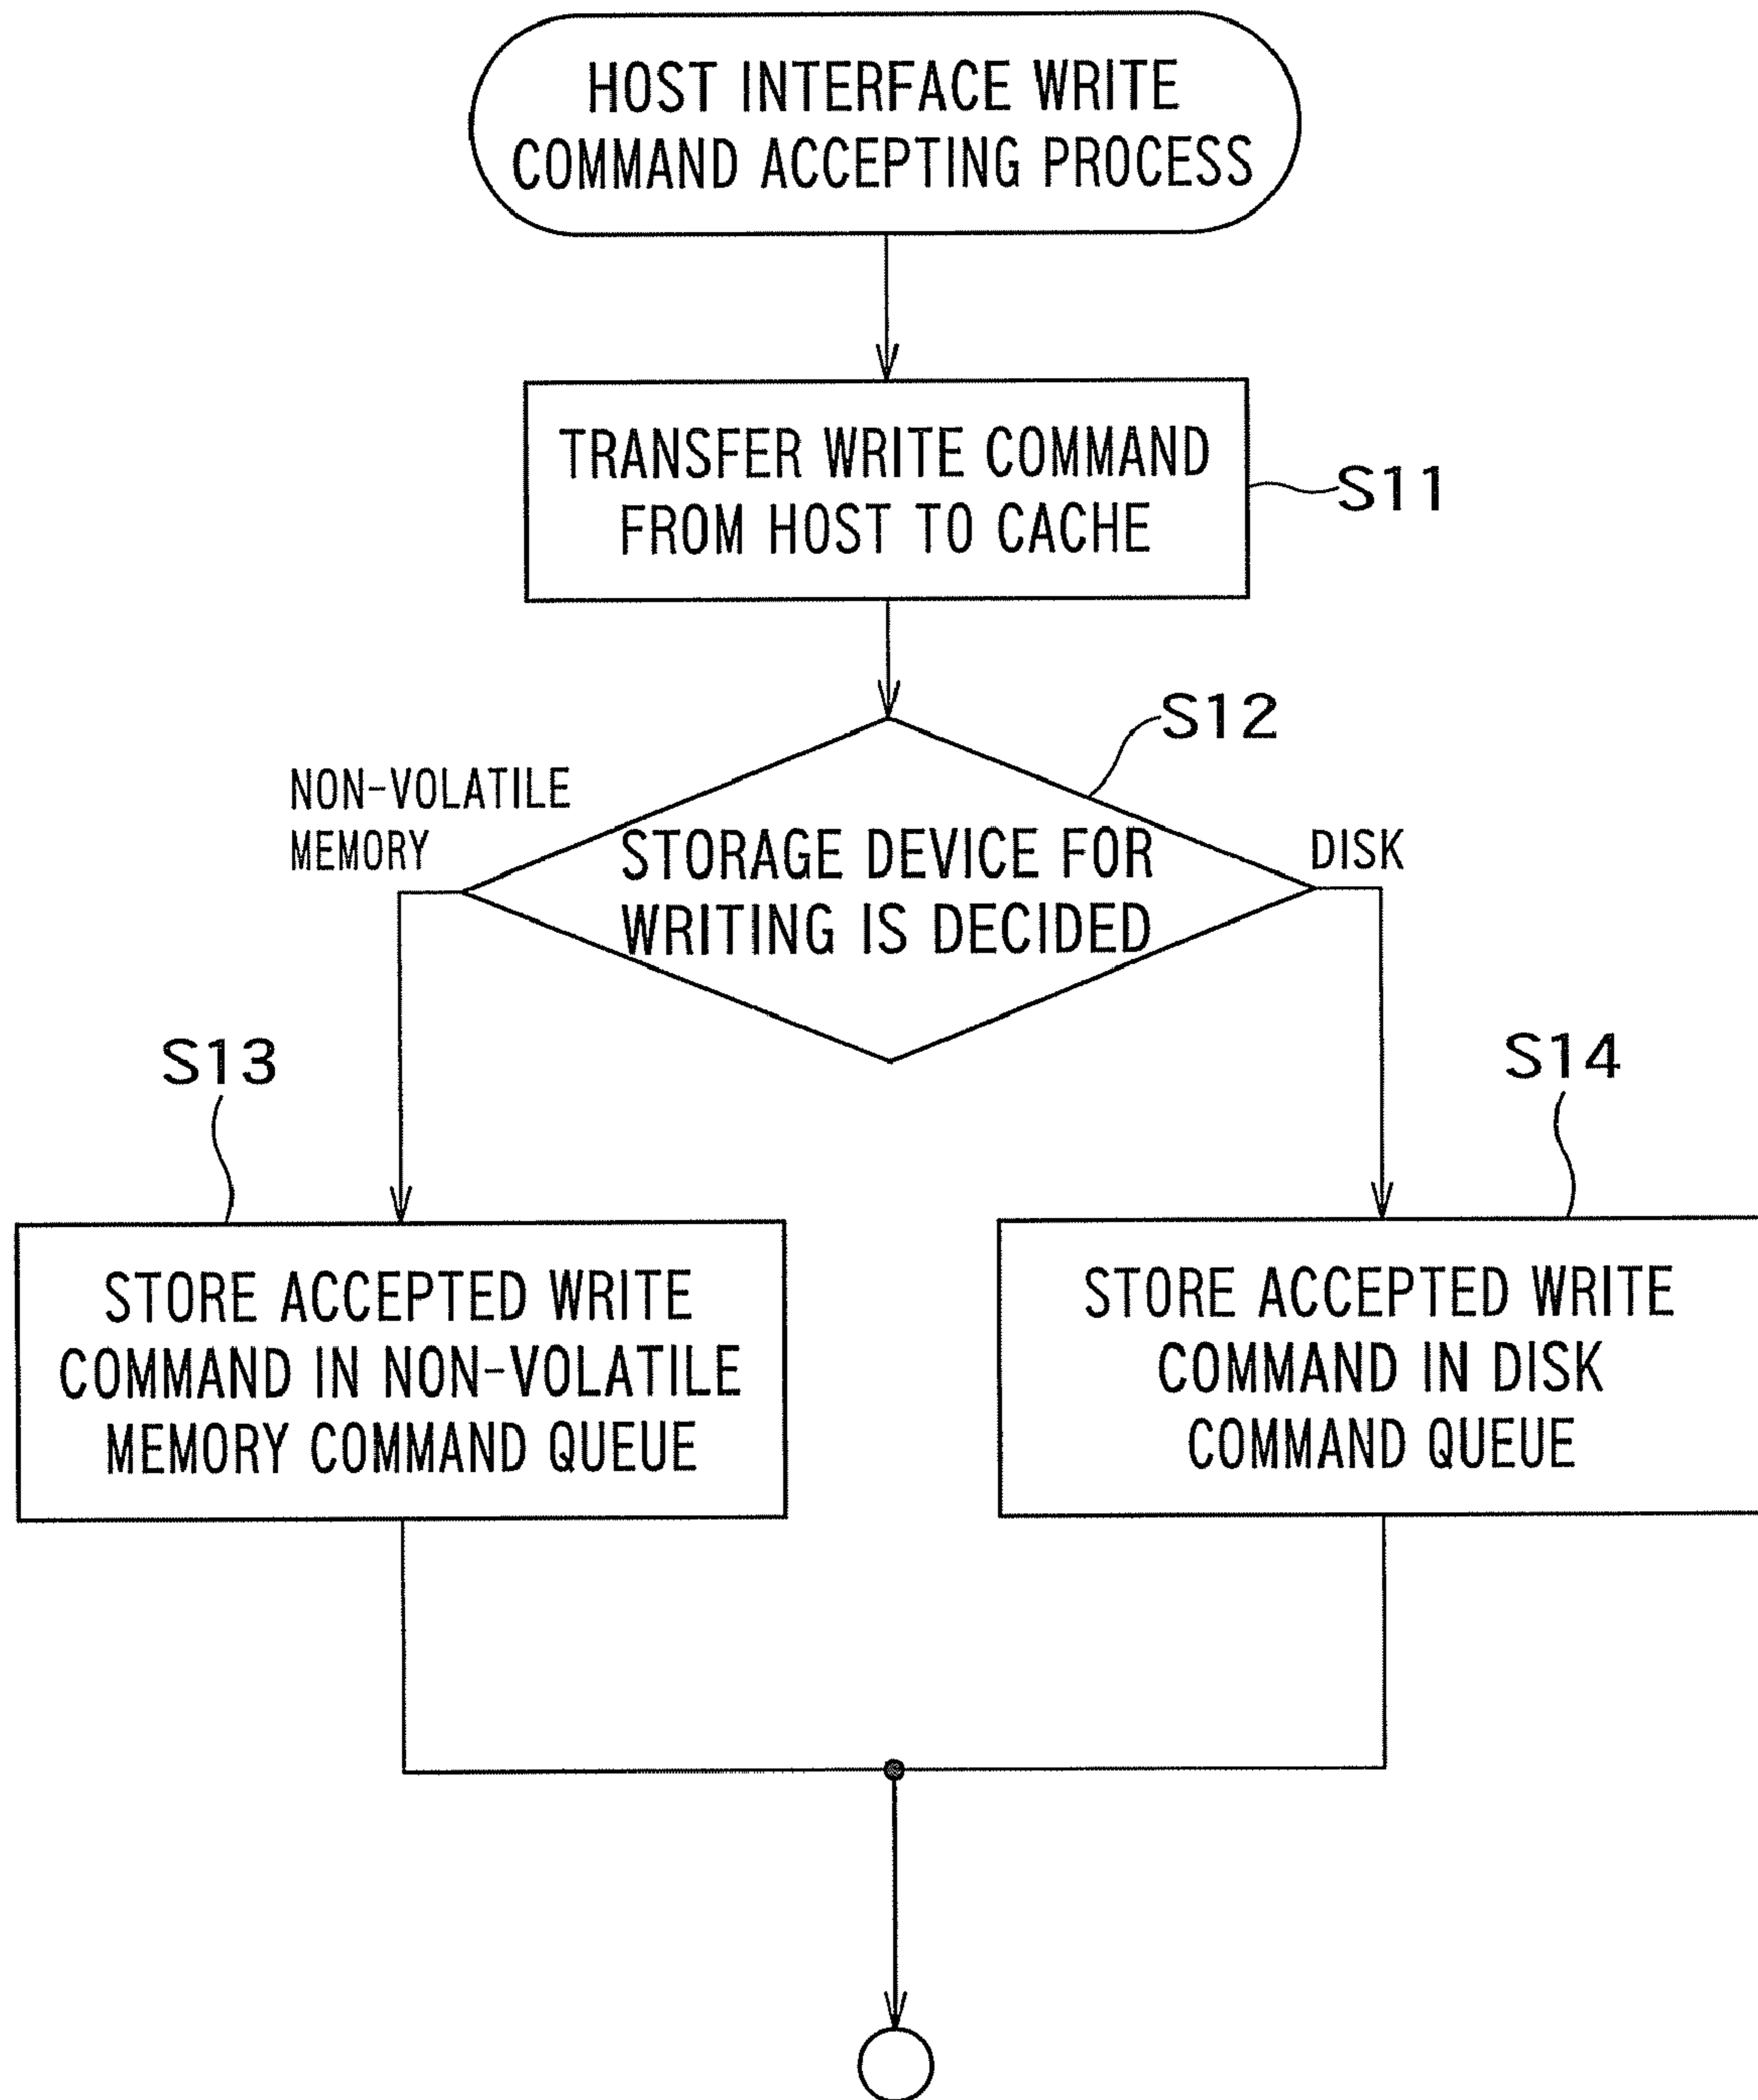 HOST INTERFACE WRITE
COMMAND ACCEPTING PROCESS
TRANSFER WRITE COMMAND
FROM HOST TO CACHE
S11
S12
NON-VOLATILE
MEMORY
STORAGE DEVICE FOR
WRITING IS DECIDED
DISK
S13
S14
STORE ACCEPTED WRITE
COMMAND IN NON-VOLATILE
MEMORY COMMAND QUEUE
STORE ACCEPTED WRITE
COMMAND IN DISK
COMMAND QUEUE